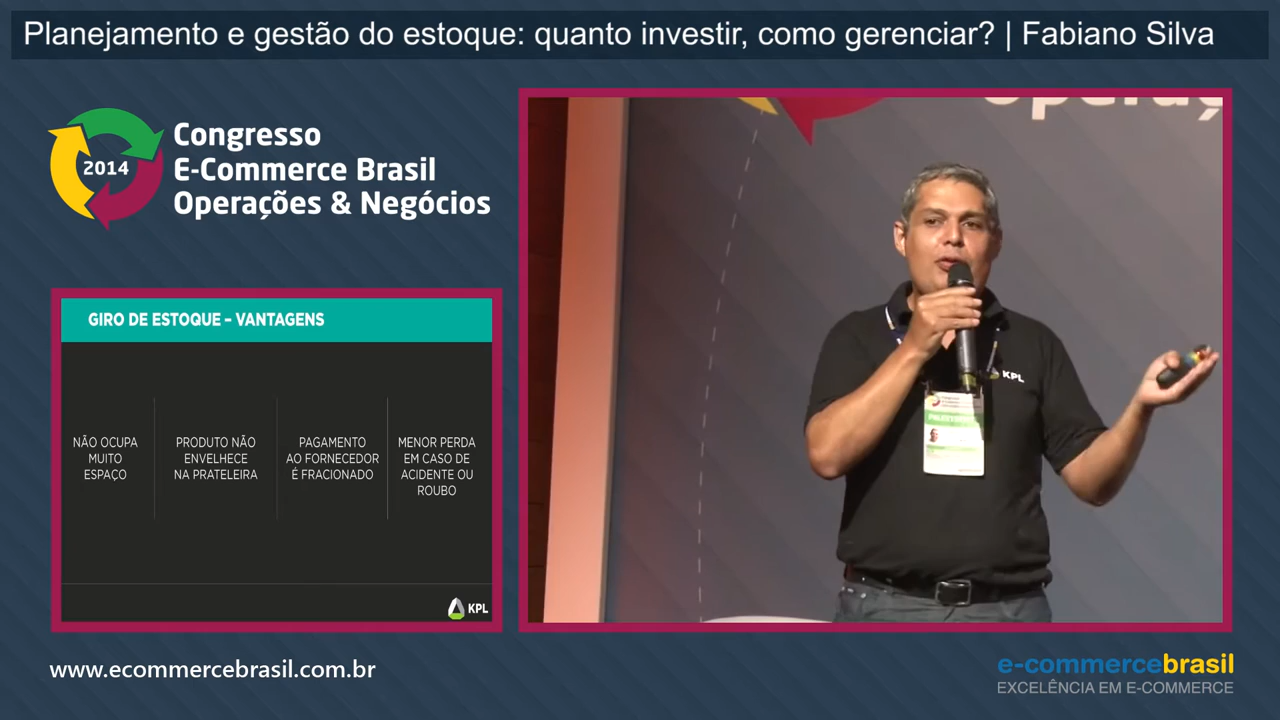 Planejamento e gestão do estoque: quanto investir, como gerenciar? | Fabiano Silva
2014
Congresso
E-Commerce Brasil
Operações & Negócios
GIRO DE ESTOQUE – VANTAGENS
NÃO OCUPA
MUITO
ESPAÇO
PRODUTO NÃO
ENVELHECE
NA PRATELEIRA
PAGAMENTO
AO FORNECEDOR
É FRACIONADO
MENOR PERDA
EM CASO DE
ACIDENTE OU
ROUBO
KPL
KPL
www.ecommercebrasil.com.br
e-commercebrasil
EXCELÊNCIA EM E-COMMERCE